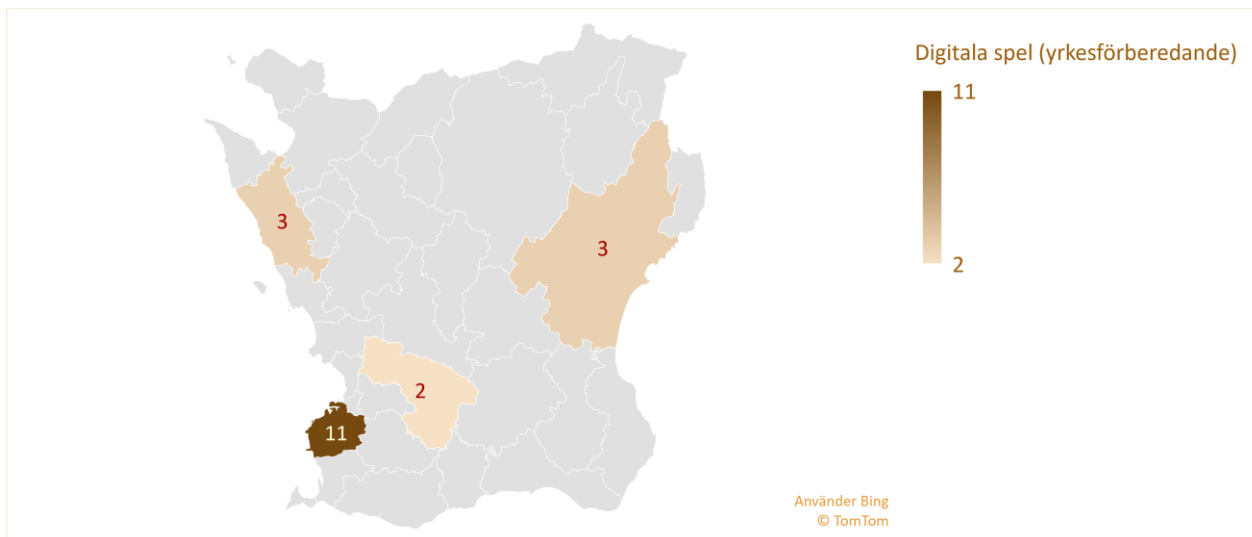 Digitala spel (yrkesförberedande)
11
2
3
3
2
11
Använder Bing
© TomTom